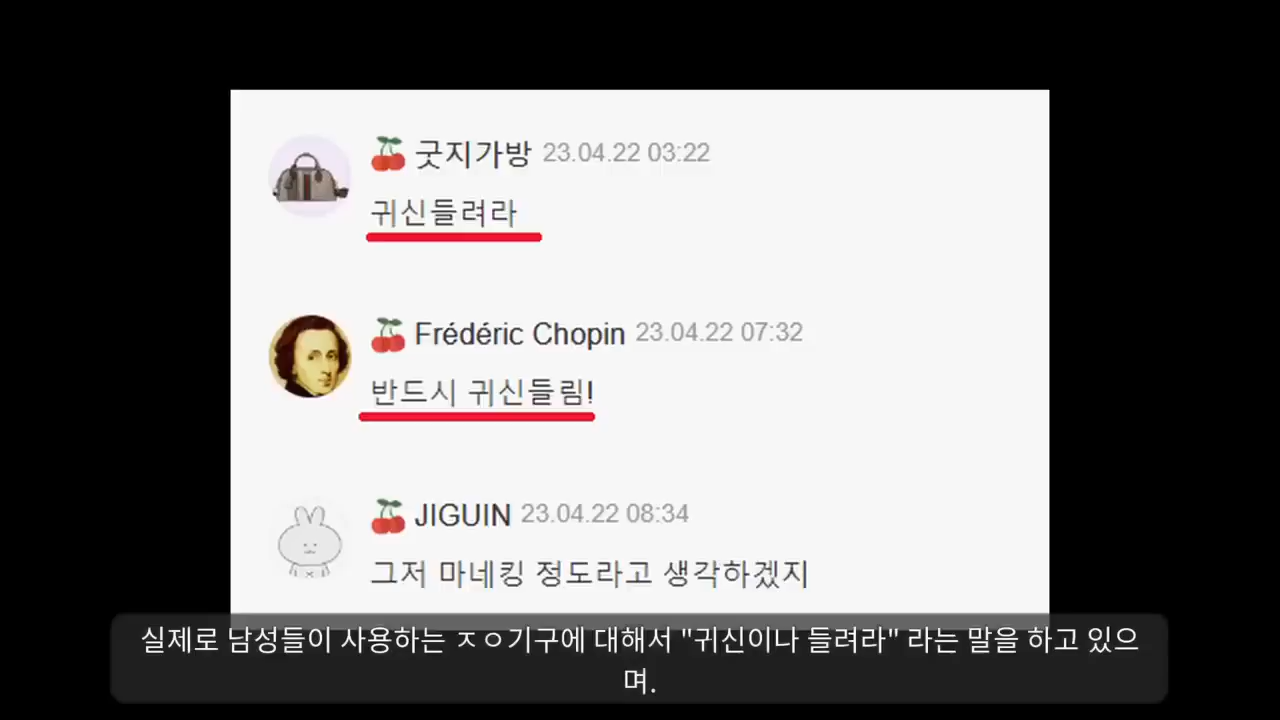 굿지가방 23.04.22 03:22
귀신들려라
Frédéric Chopin 23.04.22 07:32
반드시 귀신들림!
JIGUIN 23.04.22 08:34
그저 마네킹 정도라고 생각하겠지
실제로 남성들이 사용하는 ㅈㅇ기구에 대해서 "귀신이나 들려라" 라는 말을 하고 있으
며.